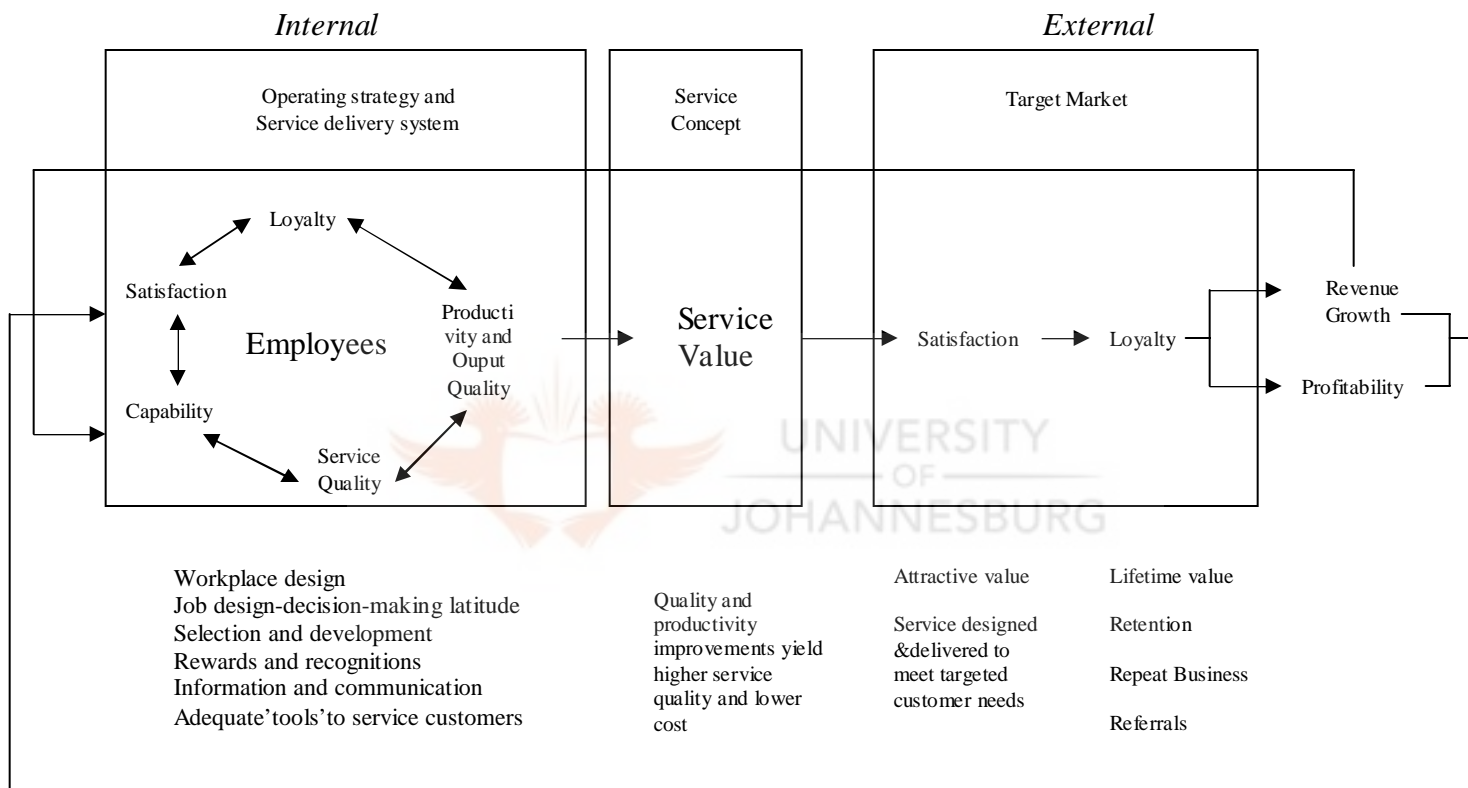 Internal
External
Operating strategy and
Service delivery system
Service
Concept
Target Market
Loyalty
Satisfaction
Employees
Producti
vity and
Ouput
Quality
Capability
Service
Quality
Service
Value
Satisfaction
Loyalty
Revenue
Growth
Profitability
UNIVERSITY
OF
JOHANNESBURG
Workplace design
Job design-decision-making latitude
Selection and development
Rewards and recognitions
Information and communication
Adequate'tools'to service customers
Quality and
productivity
improvements yield
higher service
quality and lower
cost
Attractive value
Service designed
&delivered to
meet targeted
customer needs
Lifetime value
Retention
Repeat Business
Referrals